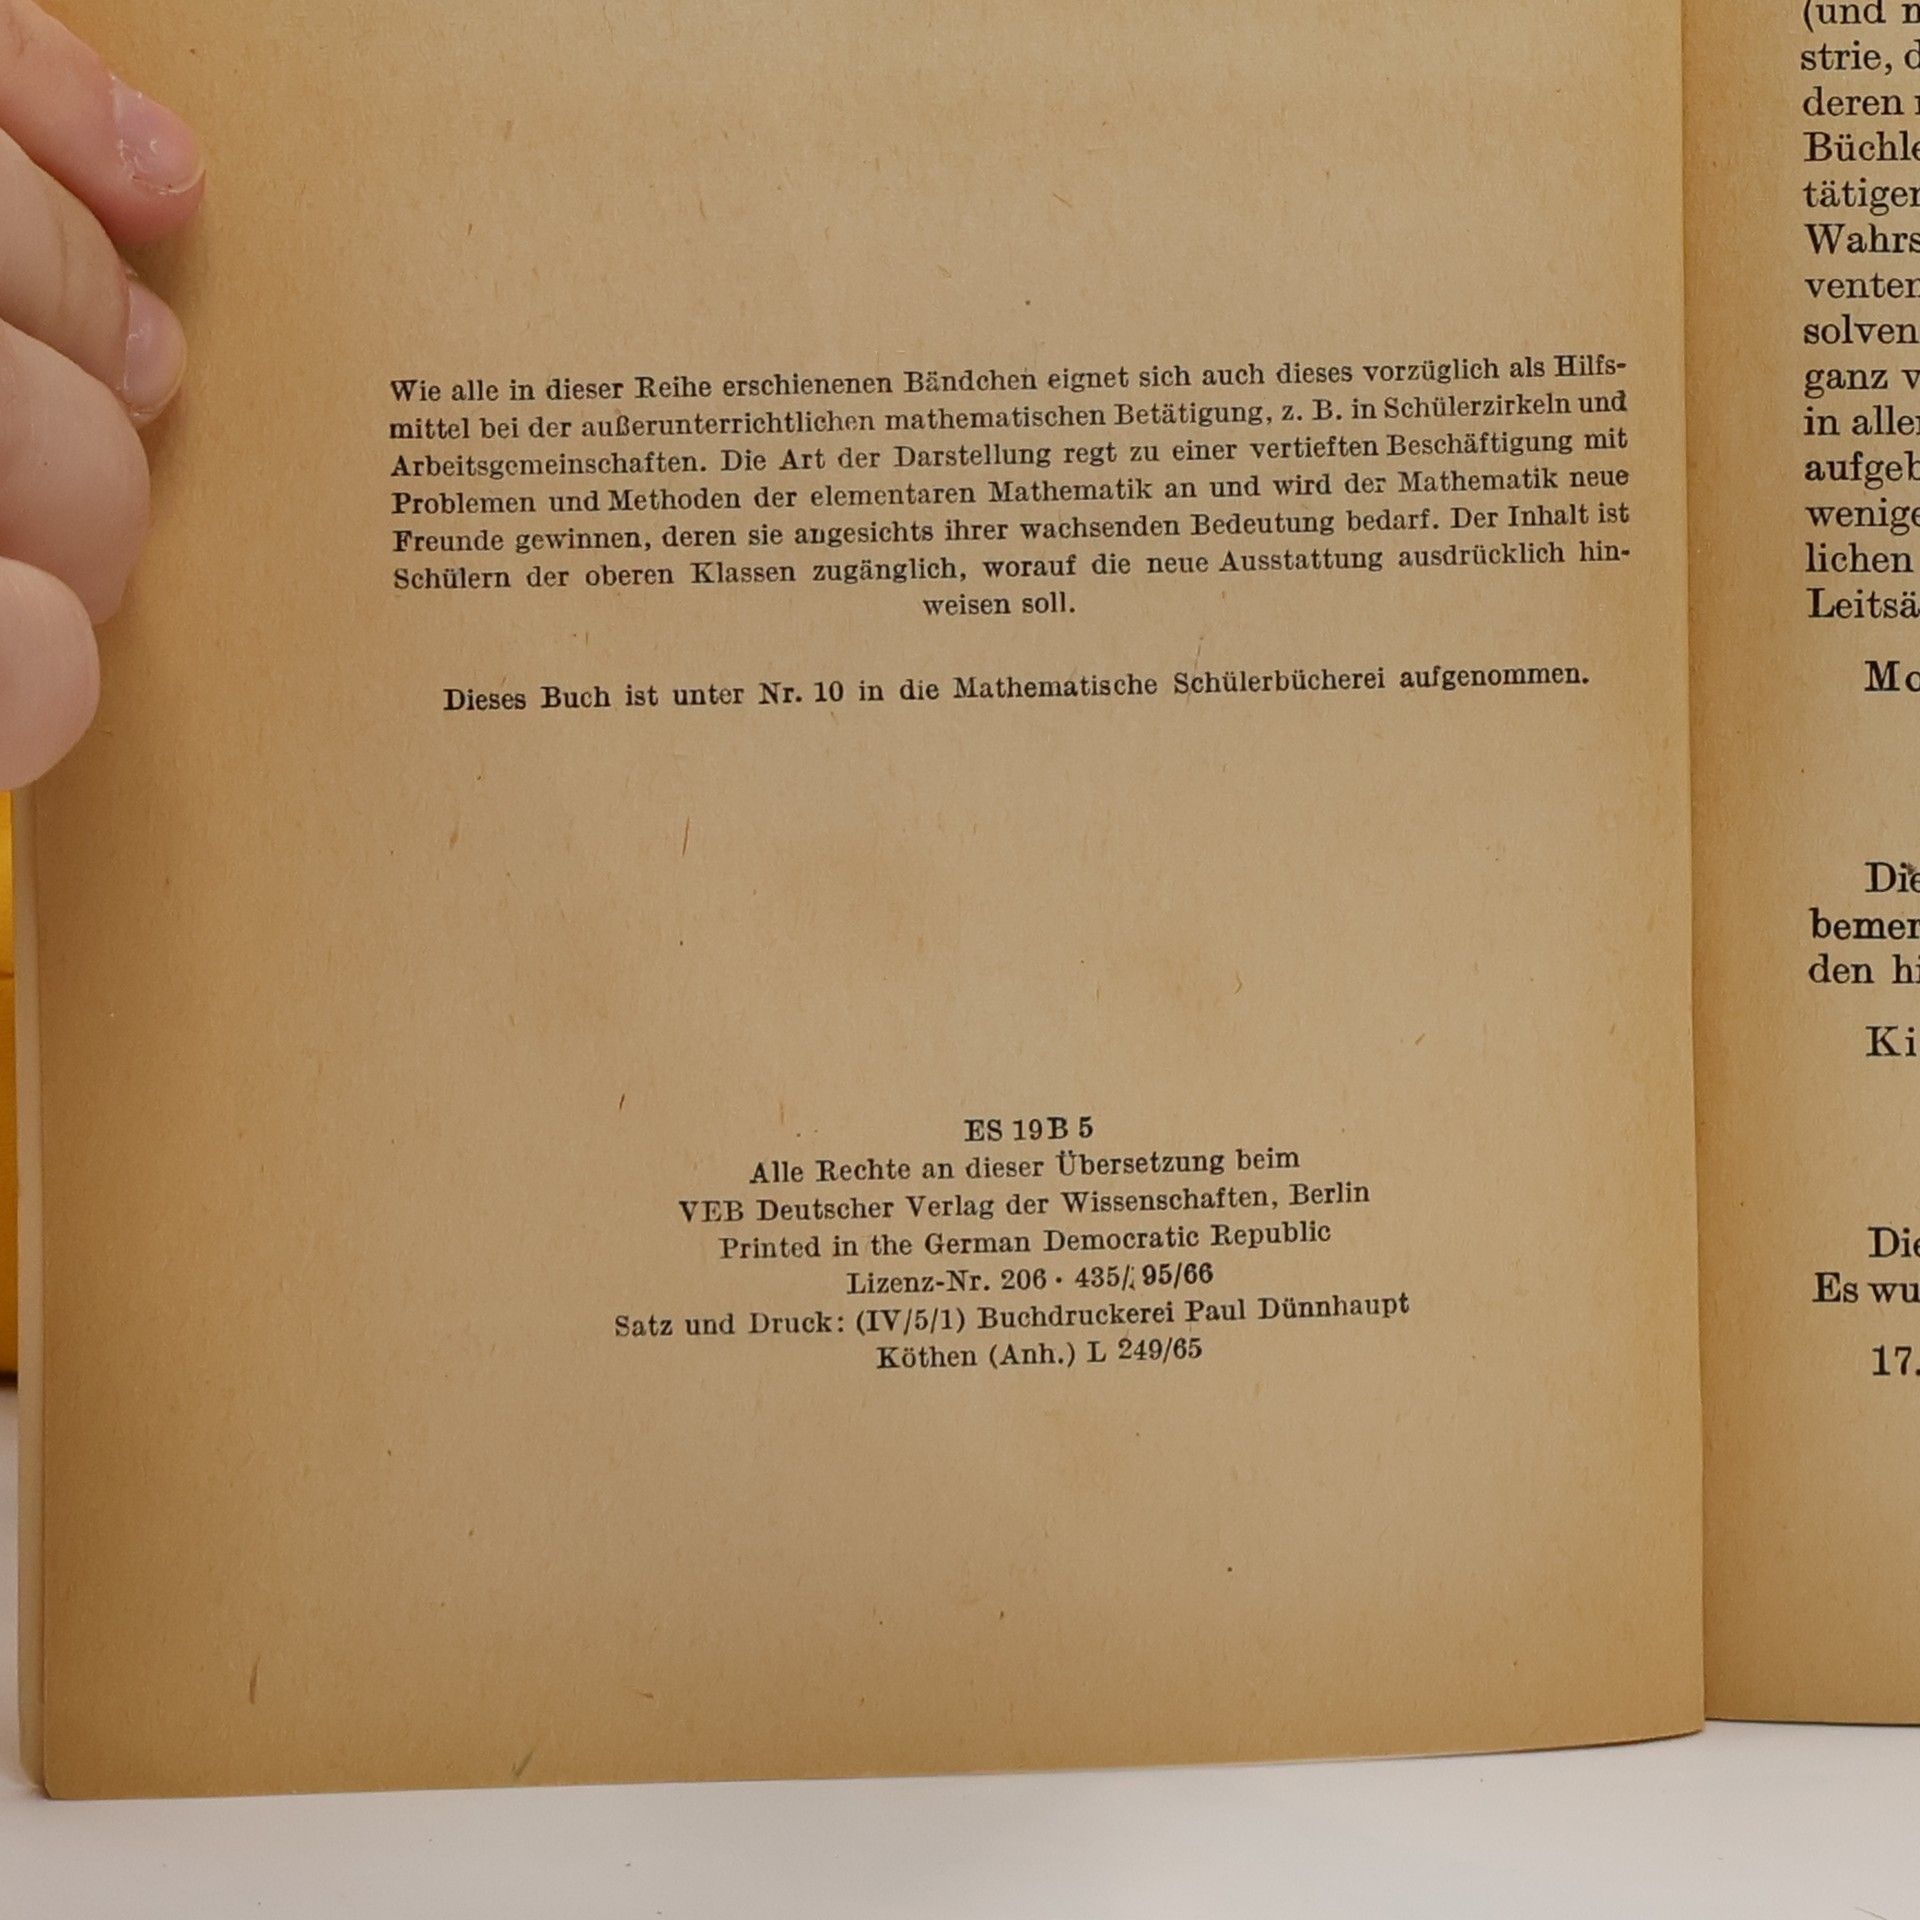 Wie alle in dieser Reihe erschienenen Bändchen eignet sich auch dieses vorzüglich als Hilfs-
mittel bei der außerunterrichtlichen mathematischen Betätigung, z. B. in Schülerzirkeln und
Arbeitsgemeinschaften. Die Art der Darstellung regt zu einer vertieften Beschäftigung mit
Problemen und Methoden der elementaren Mathematik an und wird der Mathematik neue
Freunde gewinnen, deren sie angesichts ihrer wachsenden Bedeutung bedarf. Der Inhalt ist
Schülern der oberen Klassen zugänglich, worauf die neue Ausstattung ausdrücklich hin-
weisen soll.
Dieses Buch ist unter Nr. 10 in die Mathematische Schülerbücherei aufgenommen.
ES 19 B 5
Alle Rechte an dieser Übersetzung beim
VEB Deutscher Verlag der Wissenschaften, Berlin
Printed in the German Democratic Republic
Lizenz-Nr. 206 · 435/ 95/66
Satz und Druck: (IV/5/1) Buchdruckerei Paul Dünnhaupt
Köthen (Anh.) L 249/65
(und
strie,
deren
ganz
in
lichen
den
Es
17.